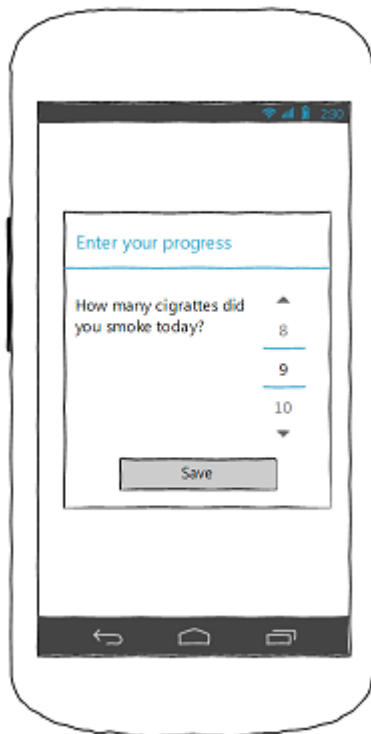 2:30
Enter your progress
How many cigrattes did
you smoke today?
8
9
10
Save